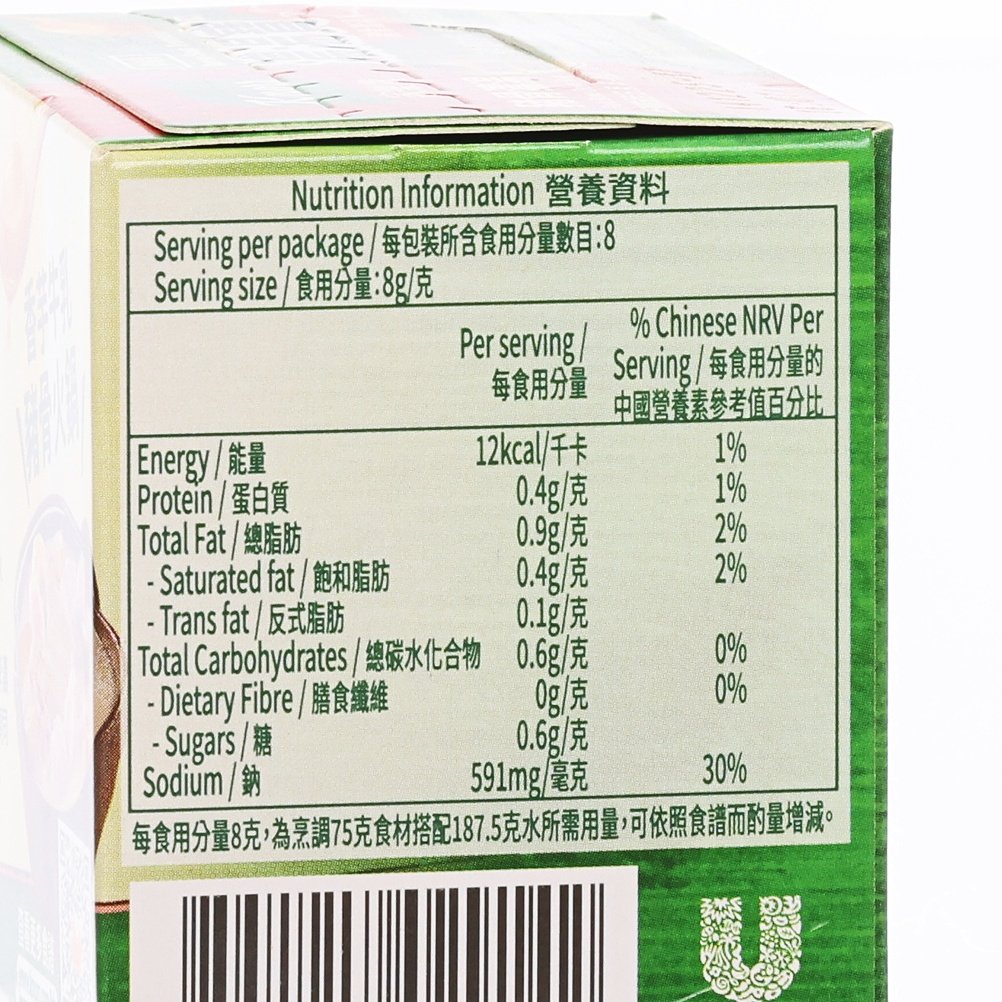 Nutrition Information 營養資料
Serving per package / 每包裝所含食用分量數目:8
Serving size / 食用分量:8g/克
Per serving / % Chinese NRV Per
每食用分量 Serving / 每食用分量的
中國營養素參考值百分比
Energy / 能量 12kcal/千卡 1%
Protein / 蛋白質 0.4g/克 1%
Total Fat / 總脂肪 0.9g/克 2%
- Saturated fat / 飽和脂肪 0.4g/克 2%
- Trans fat / 反式脂肪 0.1g/克
Total Carbohydrates / 總碳水化合物 0.6g/克 0%
- Dietary Fibre / 膳食纖維 0g/克 0%
- Sugars / 糖 0.6g/克
Sodium / 鈉 591mg/毫克 30%
每食用分量8克，為烹調75克食材搭配187.5克水所需用量，可依照食譜而酌量增減。